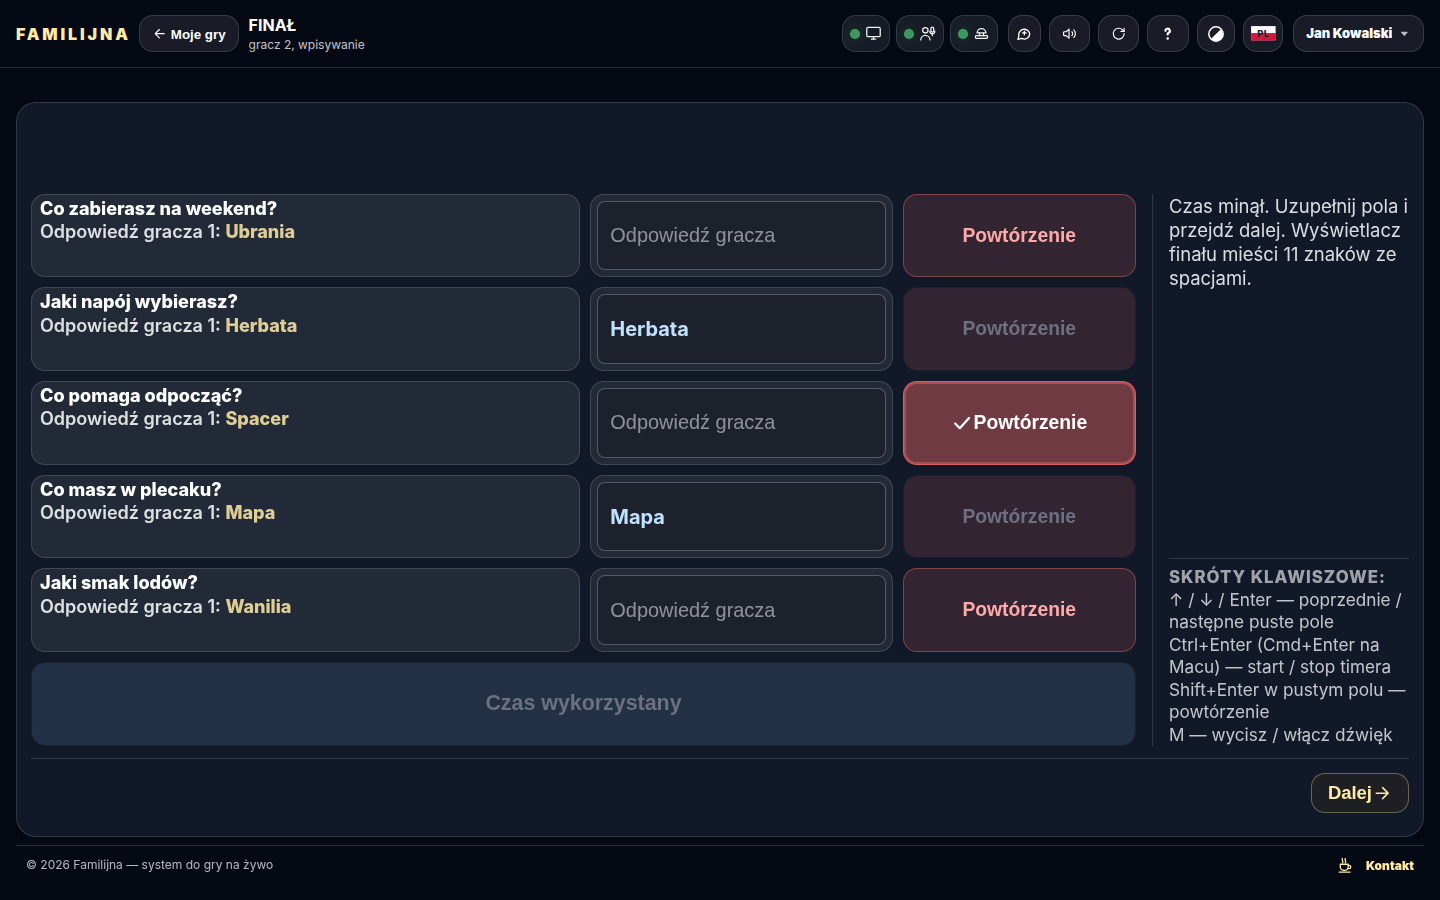 FAMILIJNA
← Moje gry
FINAŁ
gracz 2, wpisywanie
?
PL
Jan Kowalski
Co zabierasz na weekend?
Odpowiedź gracza 1: Ubrania
Odpowiedź gracza
Powtórzenie
Jaki napój wybierasz?
Odpowiedź gracza 1: Herbata
Herbata
Powtórzenie
Co pomaga odpocząć?
Odpowiedź gracza 1: Spacer
Odpowiedź gracza
✓ Powtórzenie
Co masz w plecaku?
Odpowiedź gracza 1: Mapa
Mapa
Powtórzenie
Jaki smak lodów?
Odpowiedź gracza 1: Wanilia
Odpowiedź gracza
Powtórzenie
Czas wykorzystany
Czas minął. Uzupełnij pola i
przejdź dalej. Wyświetlacz
finału mieści 11 znaków ze
spacjami.
SKRÓTY KLAWISZOWE:
↑ / ↓ / Enter — poprzednie /
następne puste pole
Ctrl+Enter (Cmd+Enter na
Macu) — start / stop timera
Shift+Enter w pustym polu —
powtórzenie
M — wycisz / włącz dźwięk
Dalej →
© 2026 Familijna — system do gry na żywo
Kontakt